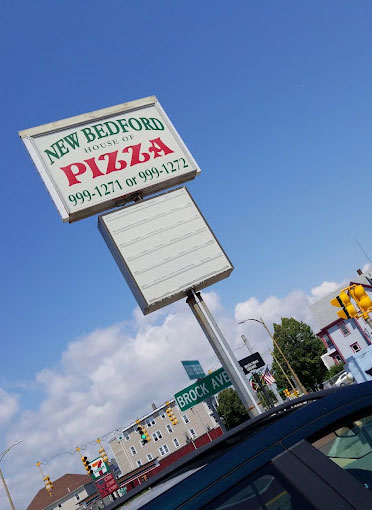 NEW BEDFORD
HOUSE OF
PIZZA
999-1271 or 999-1272
BROCK AVE